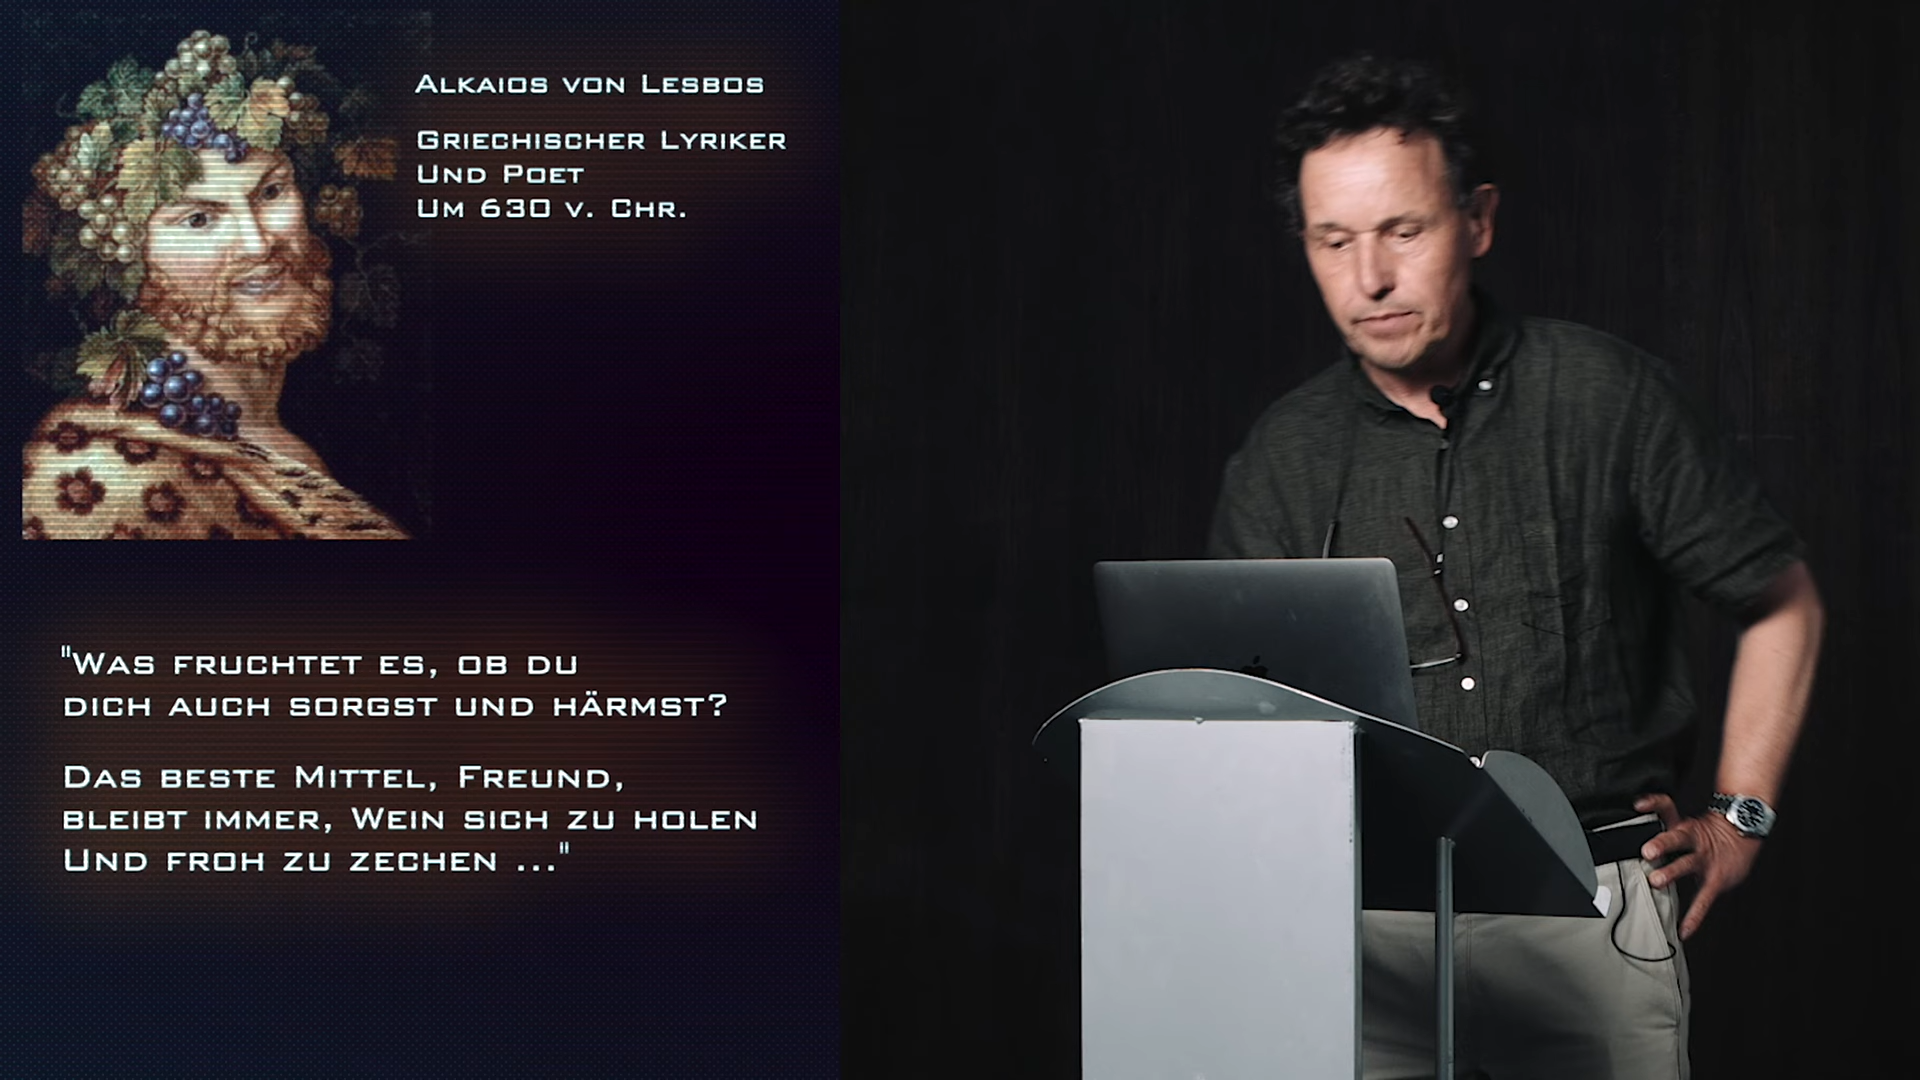 Alkaios von Lesbos
Griechischer Lyriker
Und Poet
Um 630 v. Chr.
"Was fruchtet es, ob du
dich auch sorgst und härmst?
Das beste Mittel, Freund,
bleibt immer, Wein sich zu holen
Und froh zu zechen ..."